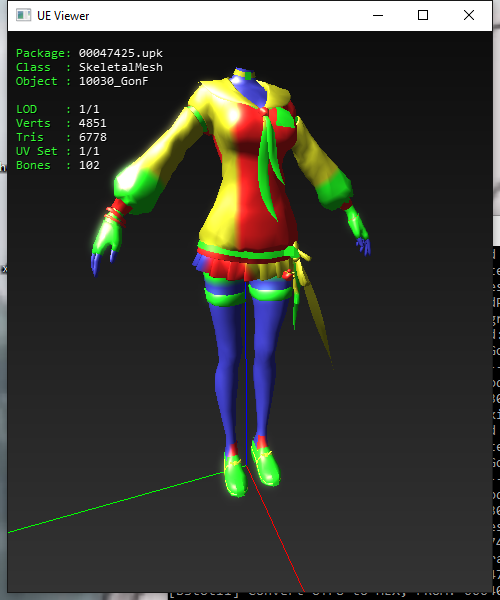 UE Viewer
Package: 00047425.upk
Class  : SkeletalMesh
Object : 10030_GonF
LOD    : 1/1
Verts  : 4851
Tris   : 6778
UV Set : 1/1
Bones  : 102